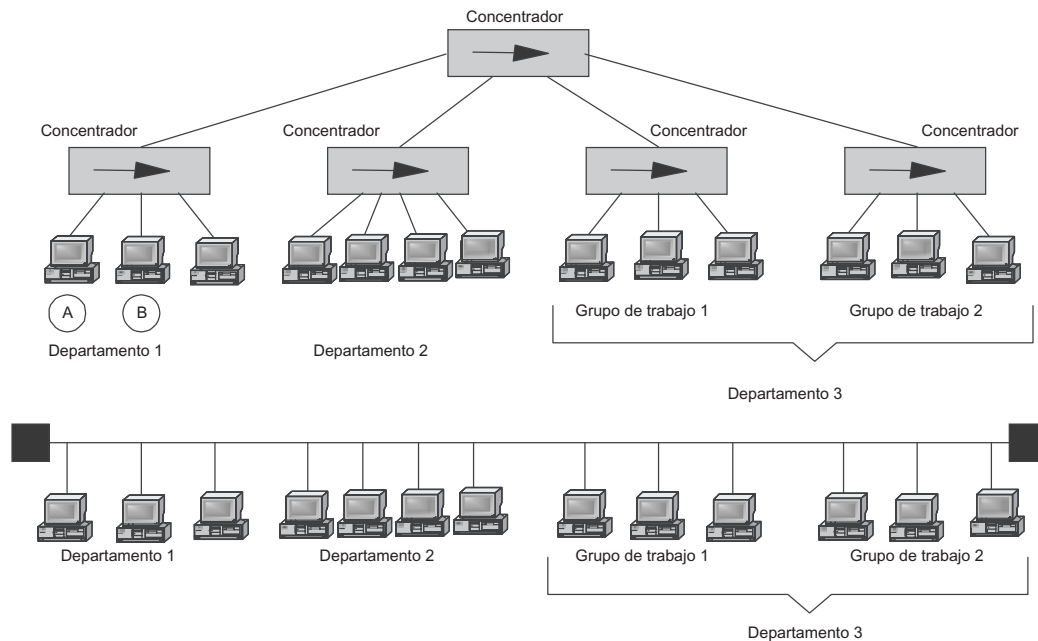 Concentrador
Concentrador
Concentrador
Concentrador
Concentrador
A
B
Grupo de trabajo 1
Grupo de trabajo 2
Departamento 1
Departamento 2
Departamento 3
Departamento 1
Departamento 2
Grupo de trabajo 1
Grupo de trabajo 2
Departamento 3